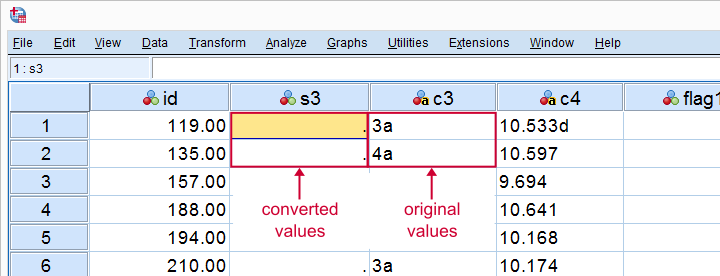 File Edit View Data Transform Analyze Graphs Utilities Extensions Window Help
1 : s3
id s3 c3 c4 flag1
1 119.00 . 3a 10.533d
2 135.00 . 4a 10.597
3 157.00 9.694
4 188.00 10.641
5 194.00 10.168
6 210.00 . 3a 10.174
converted values
original values